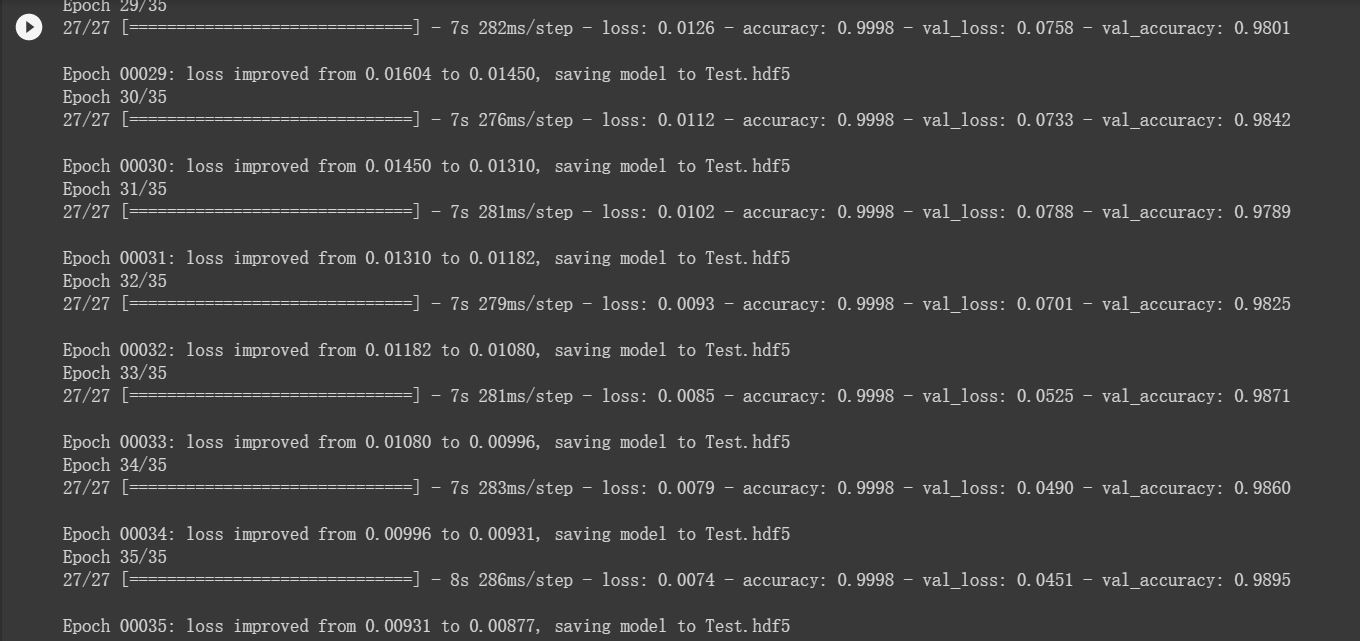 Epoch 29/35
27/27 [==============================] - 7s 282ms/step - loss: 0.0126 - accuracy: 0.9998 - val_loss: 0.0758 - val_accuracy: 0.9801
Epoch 00029: loss improved from 0.01604 to 0.01450, saving model to Test.hdf5
Epoch 30/35
27/27 [==============================] - 7s 276ms/step - loss: 0.0112 - accuracy: 0.9998 - val_loss: 0.0733 - val_accuracy: 0.9842
Epoch 00030: loss improved from 0.01450 to 0.01310, saving model to Test.hdf5
Epoch 31/35
27/27 [==============================] - 7s 281ms/step - loss: 0.0102 - accuracy: 0.9998 - val_loss: 0.0788 - val_accuracy: 0.9789
Epoch 00031: loss improved from 0.01310 to 0.01182, saving model to Test.hdf5
Epoch 32/35
27/27 [==============================] - 7s 279ms/step - loss: 0.0093 - accuracy: 0.9998 - val_loss: 0.0701 - val_accuracy: 0.9825
Epoch 00032: loss improved from 0.01182 to 0.01080, saving model to Test.hdf5
Epoch 33/35
27/27 [==============================] - 7s 281ms/step - loss: 0.0085 - accuracy: 0.9998 - val_loss: 0.0525 - val_accuracy: 0.9871
Epoch 00033: loss improved from 0.01080 to 0.00996, saving model to Test.hdf5
Epoch 34/35
27/27 [==============================] - 7s 283ms/step - loss: 0.0079 - accuracy: 0.9998 - val_loss: 0.0490 - val_accuracy: 0.9860
Epoch 00034: loss improved from 0.00996 to 0.00931, saving model to Test.hdf5
Epoch 35/35
27/27 [==============================] - 8s 286ms/step - loss: 0.0074 - accuracy: 0.9998 - val_loss: 0.0451 - val_accuracy: 0.9895
Epoch 00035: loss improved from 0.00931 to 0.00877, saving model to Test.hdf5